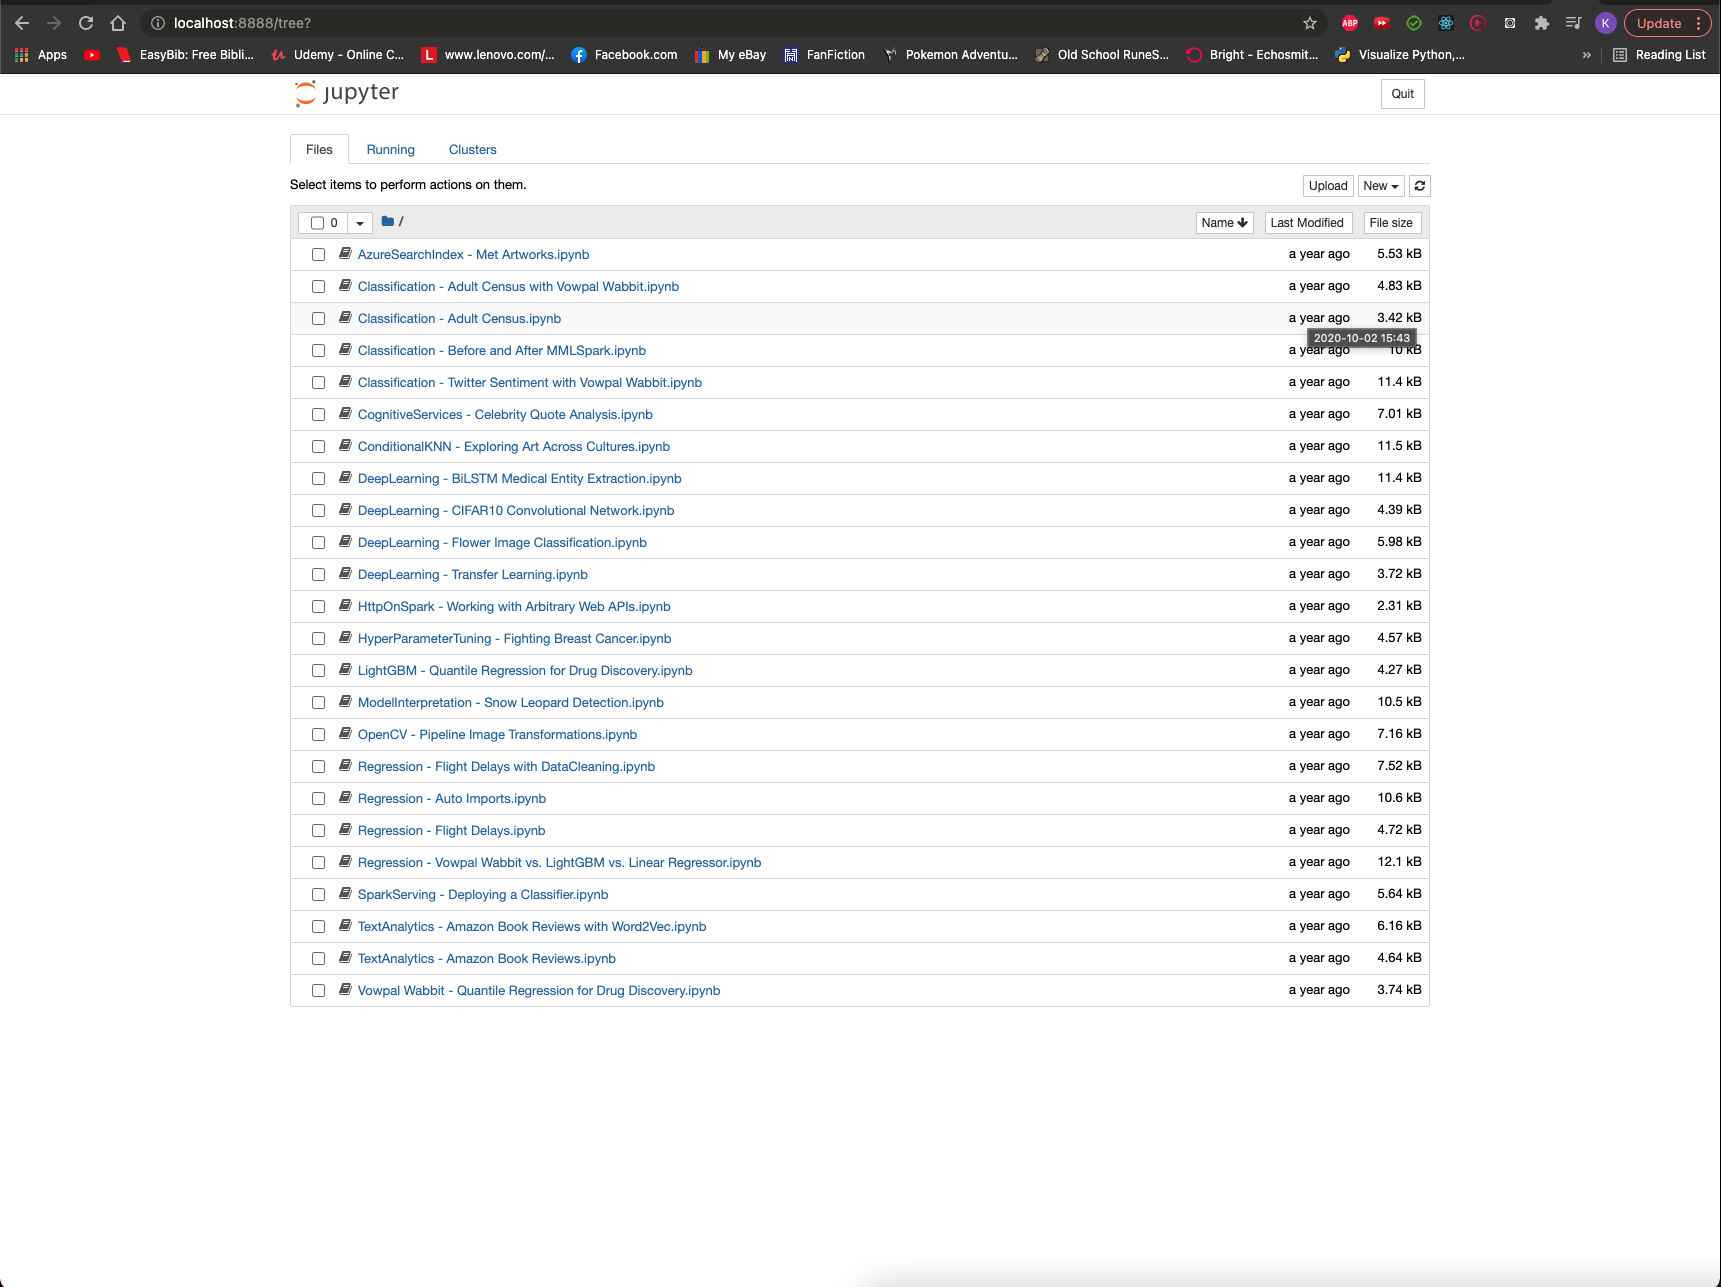 localhost:8888/tree?
ABP
K
Update
Apps
EasyBib: Free Bibli...
Udemy - Online C...
L
www.lenovo.com/...
Facebook.com
My eBay
FanFiction
Pokemon Adventu...
Old School RuneS...
Bright - Echosmit...
Visualize Python,...
»
Reading List
jupyter
Quit
Files
Running
Clusters
Select items to perform actions on them.
Upload
New
0
/
Name
Last Modified
File size
AzureSearchIndex - Met Artworks.ipynb a year ago 5.53 kB
Classification - Adult Census with Vowpal Wabbit.ipynb a year ago 4.83 kB
Classification - Adult Census.ipynb a year ago 3.42 kB
2020-10-02 15:43
Classification - Before and After MMLSpark.ipynb a year ago 10 kB
Classification - Twitter Sentiment with Vowpal Wabbit.ipynb a year ago 11.4 kB
CognitiveServices - Celebrity Quote Analysis.ipynb a year ago 7.01 kB
ConditionalKNN - Exploring Art Across Cultures.ipynb a year ago 11.5 kB
DeepLearning - BiLSTM Medical Entity Extraction.ipynb a year ago 11.4 kB
DeepLearning - CIFAR10 Convolutional Network.ipynb a year ago 4.39 kB
DeepLearning - Flower Image Classification.ipynb a year ago 5.98 kB
DeepLearning - Transfer Learning.ipynb a year ago 3.72 kB
HttpOnSpark - Working with Arbitrary Web APIs.ipynb a year ago 2.31 kB
HyperParameterTuning - Fighting Breast Cancer.ipynb a year ago 4.57 kB
LightGBM - Quantile Regression for Drug Discovery.ipynb a year ago 4.27 kB
ModelInterpretation - Snow Leopard Detection.ipynb a year ago 10.5 kB
OpenCV - Pipeline Image Transformations.ipynb a year ago 7.16 kB
Regression - Flight Delays with DataCleaning.ipynb a year ago 7.52 kB
Regression - Auto Imports.ipynb a year ago 10.6 kB
Regression - Flight Delays.ipynb a year ago 4.72 kB
Regression - Vowpal Wabbit vs. LightGBM vs. Linear Regressor.ipynb a year ago 12.1 kB
SparkServing - Deploying a Classifier.ipynb a year ago 5.64 kB
TextAnalytics - Amazon Book Reviews with Word2Vec.ipynb a year ago 6.16 kB
TextAnalytics - Amazon Book Reviews.ipynb a year ago 4.64 kB
Vowpal Wabbit - Quantile Regression for Drug Discovery.ipynb a year ago 3.74 kB